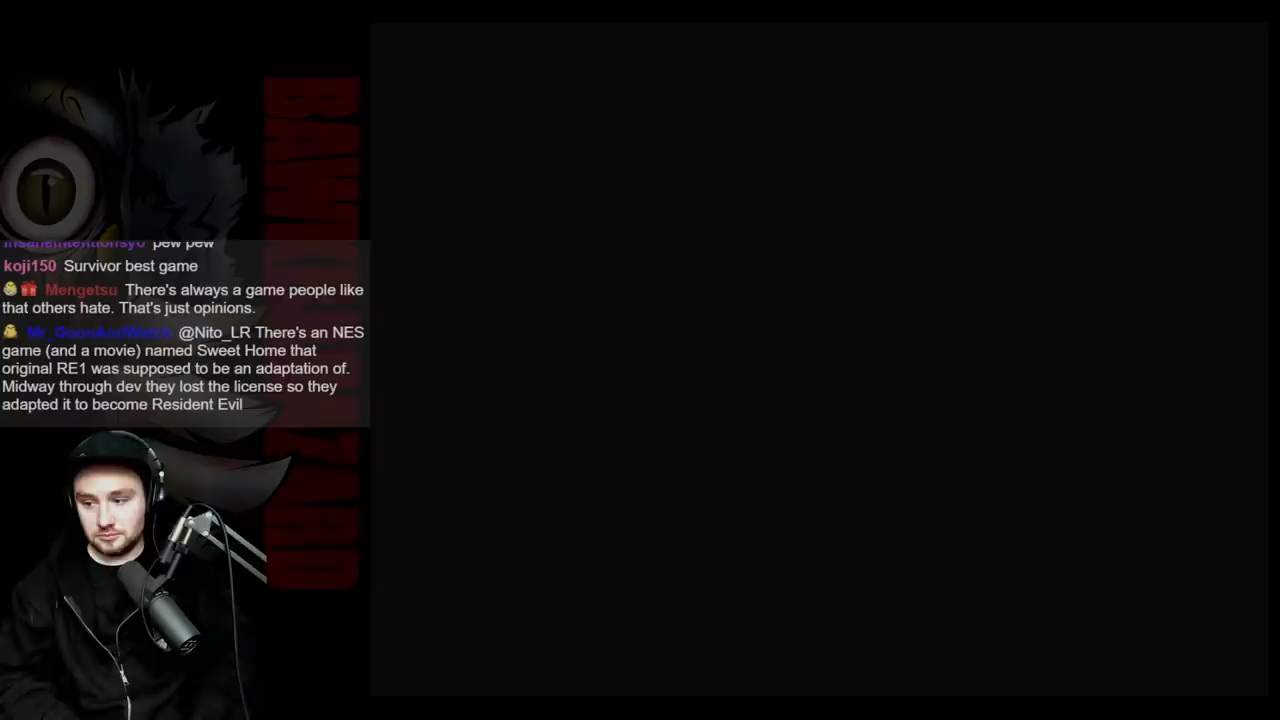 insaneintentionsyo pew pew
koji150 Survivor best game
Mengetsu There's always a game people like
that others hate. That's just opinions.
Mr_GoonAndWatch @Nito_LR There's an NES
game (and a movie) named Sweet Home that
original RE1 was supposed to be an adaptation of.
Midway through dev they lost the license so they
adapted it to become Resident Evil